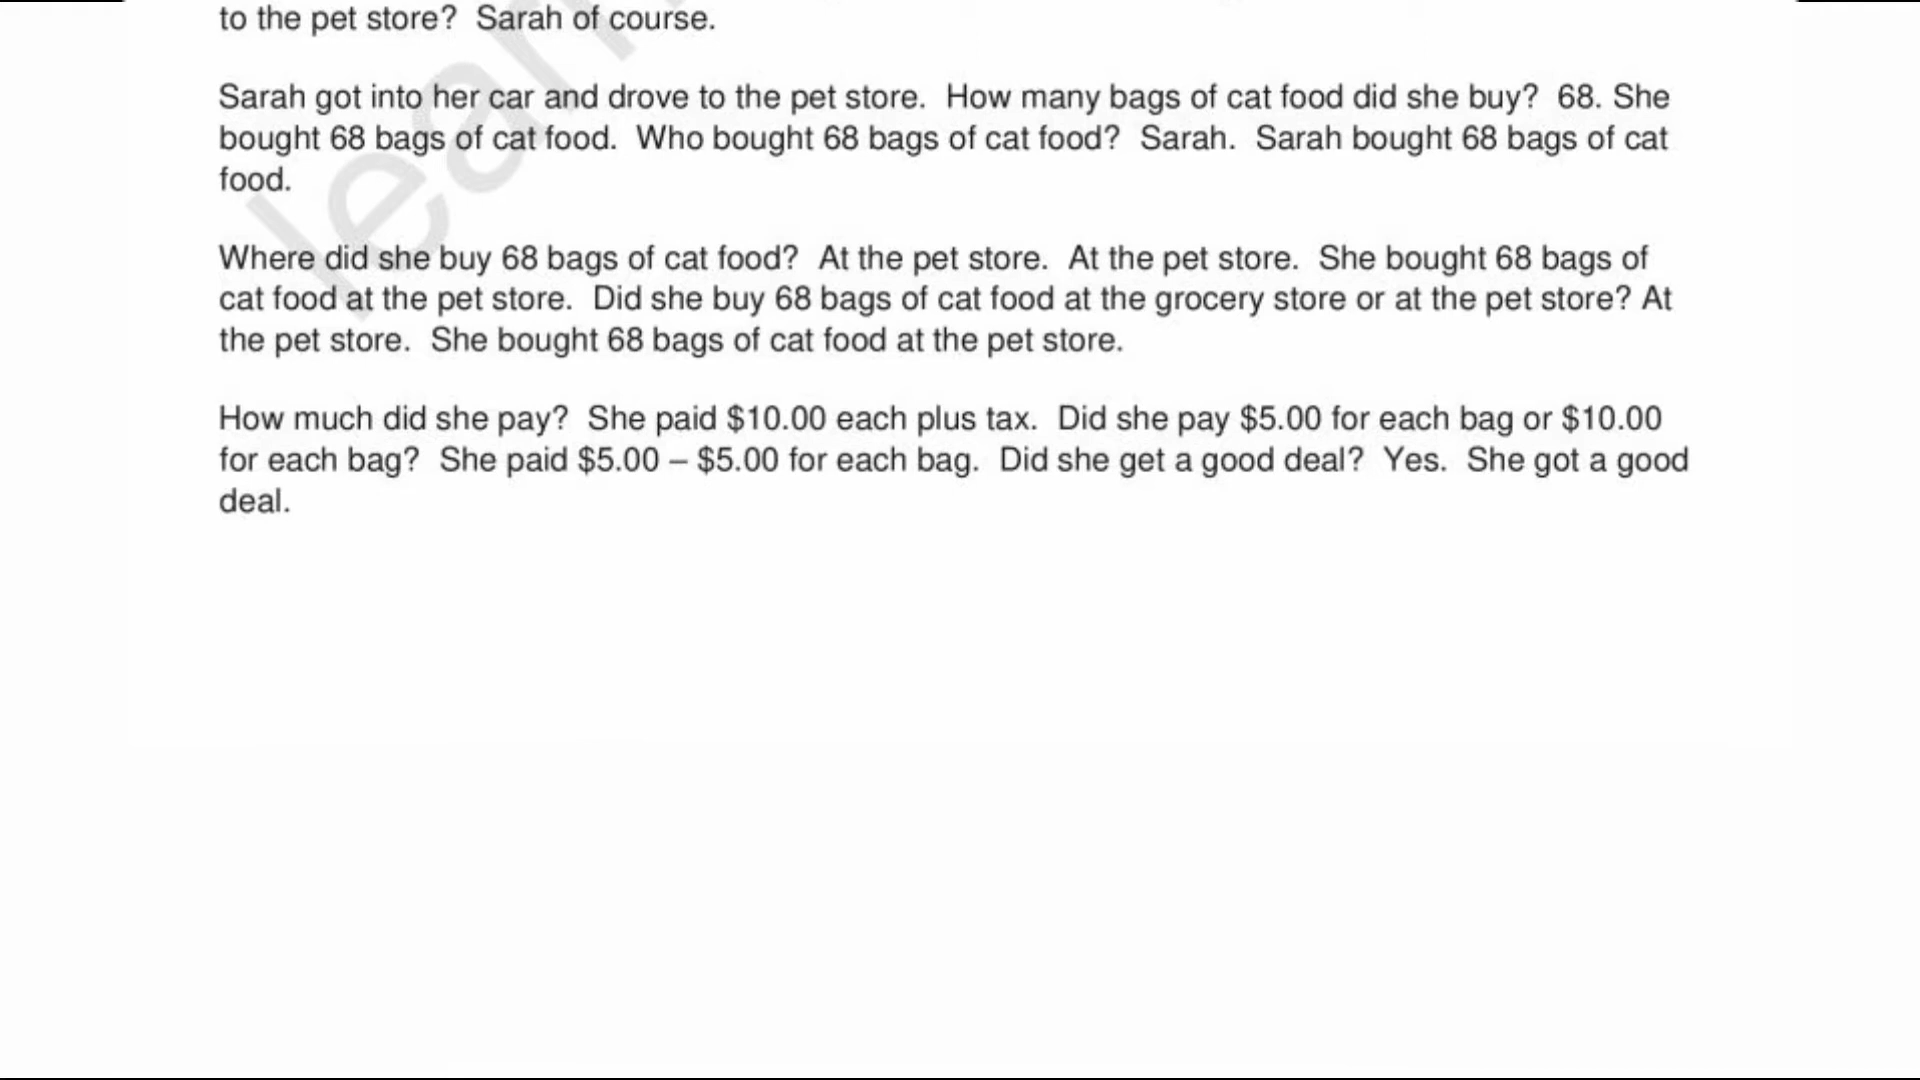 to the pet store?  Sarah of course.
Sarah got into her car and drove to the pet store.  How many bags of cat food did she buy?  68. She
bought 68 bags of cat food.  Who bought 68 bags of cat food?  Sarah.  Sarah bought 68 bags of cat
food.
Where did she buy 68 bags of cat food?  At the pet store.  At the pet store.  She bought 68 bags of
cat food at the pet store.  Did she buy 68 bags of cat food at the grocery store or at the pet store? At
the pet store.  She bought 68 bags of cat food at the pet store.
How much did she pay?  She paid $10.00 each plus tax.  Did she pay $5.00 for each bag or $10.00
for each bag?  She paid $5.00 – $5.00 for each bag.  Did she get a good deal?  Yes.  She got a good
deal.